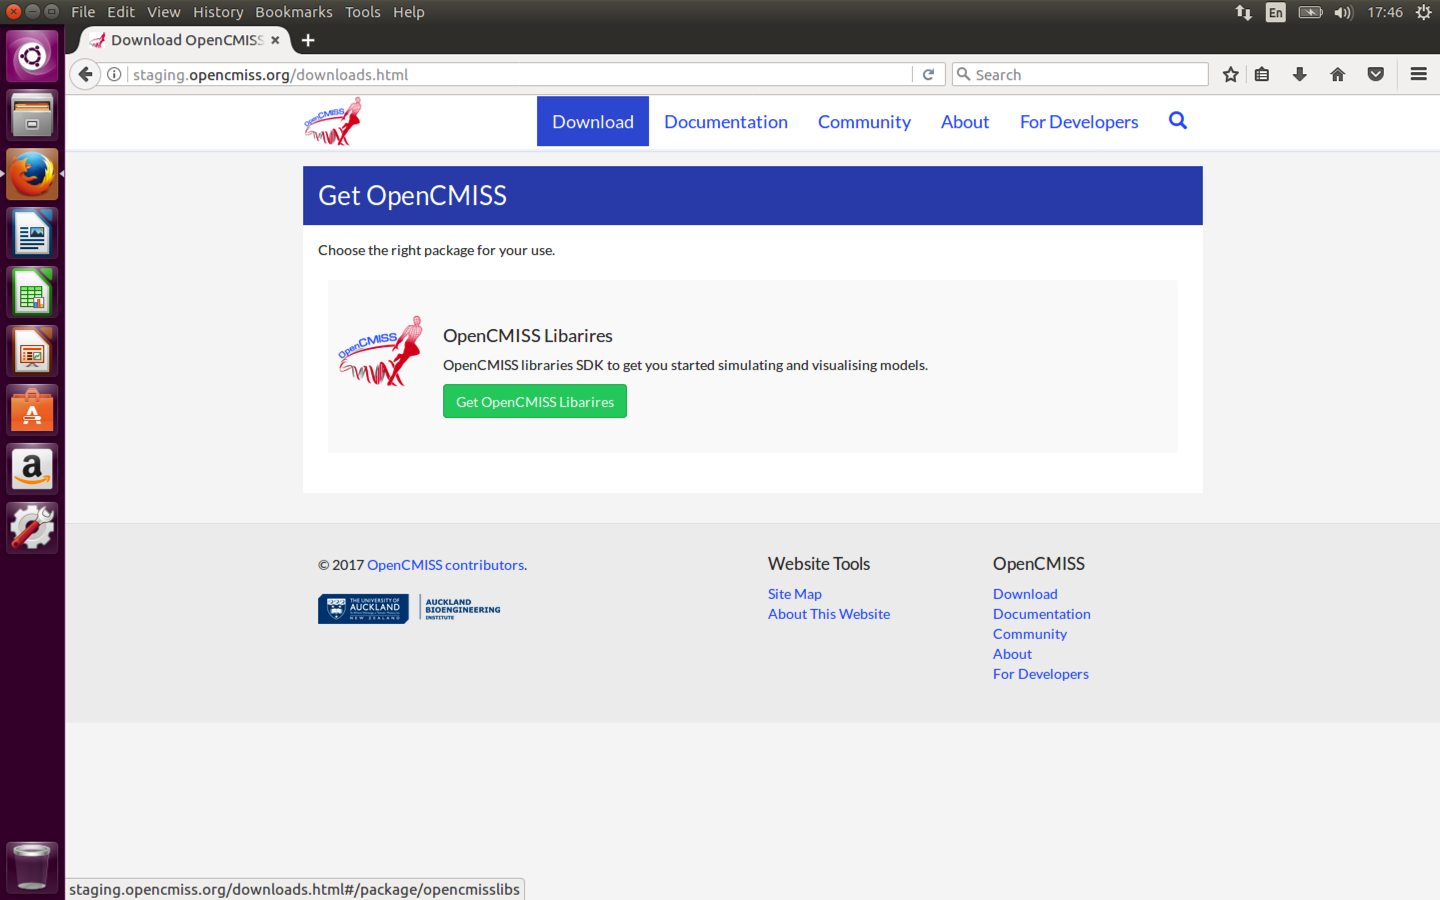 File Edit View History Bookmarks Tools Help
En
17:46
Download OpenCMISS
staging.opencmiss.org/downloads.html
Search
OpenCMISS
Download Documentation Community About For Developers
Get OpenCMISS
Choose the right package for your use.
OpenCMISS
OpenCMISS Libarires
OpenCMISS libraries SDK to get you started simulating and visualising models.
Get OpenCMISS Libarires
© 2017 OpenCMISS contributors.
THE UNIVERSITY OF
AUCKLAND
NEW ZEALAND
AUCKLAND
BIOENGINEERING
INSTITUTE
Website Tools
Site Map
About This Website
OpenCMISS
Download
Documentation
Community
About
For Developers
staging.opencmiss.org/downloads.html#/package/opencmisslibs